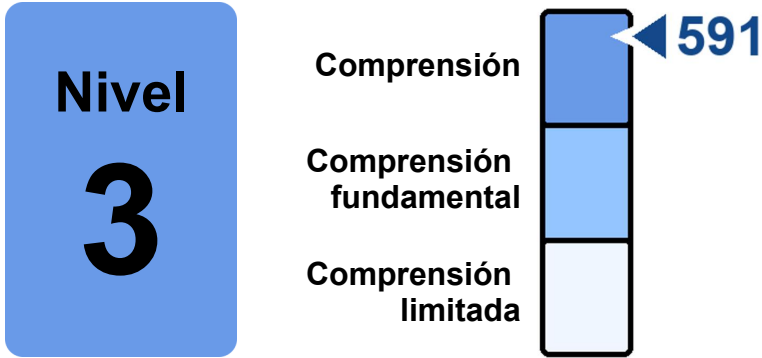 Nivel
3
Comprensión
591
Comprensión
fundamental
Comprensión
limitada